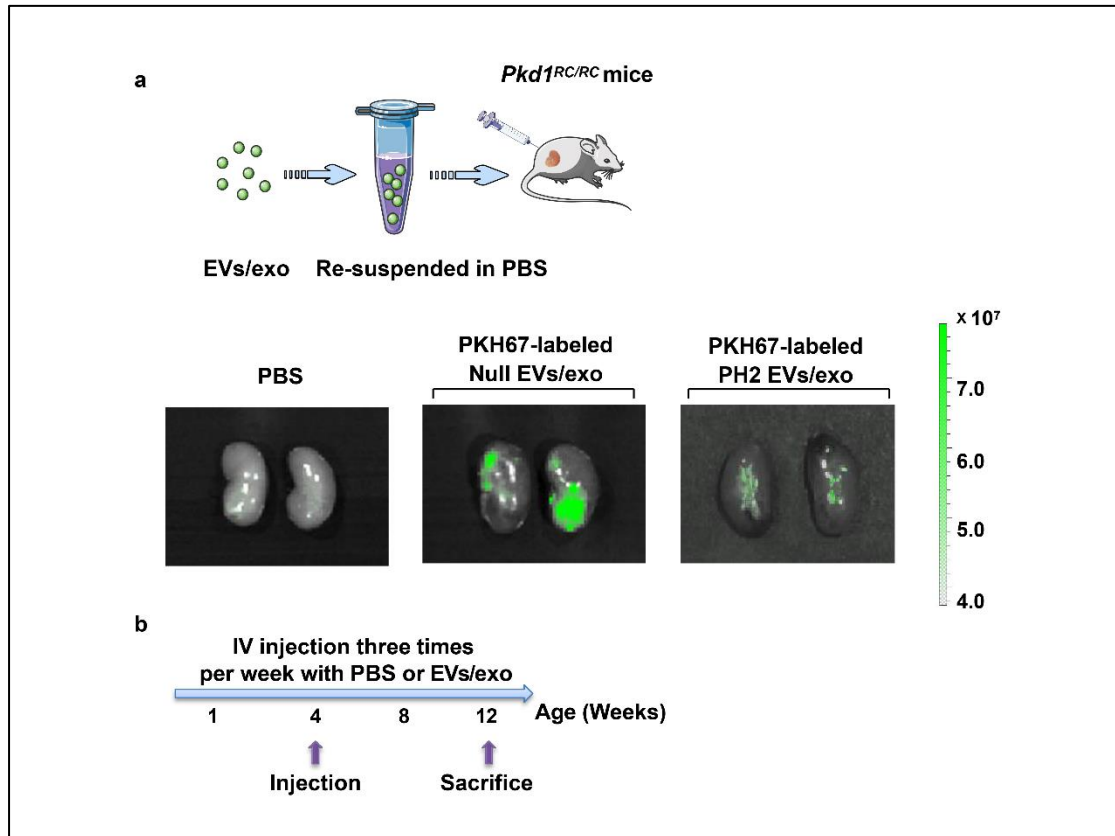 a
Pkd1RC/RC mice
EVs/exo
Re-suspended in PBS
PBS
PKH67-labeled
Null EVs/exo
PKH67-labeled
PH2 EVs/exo
x 10⁷
7.0
6.0
5.0
4.0
b
IV injection three times
per week with PBS or EVs/exo
1 4 8 12 Age (Weeks)
Injection
Sacrifice